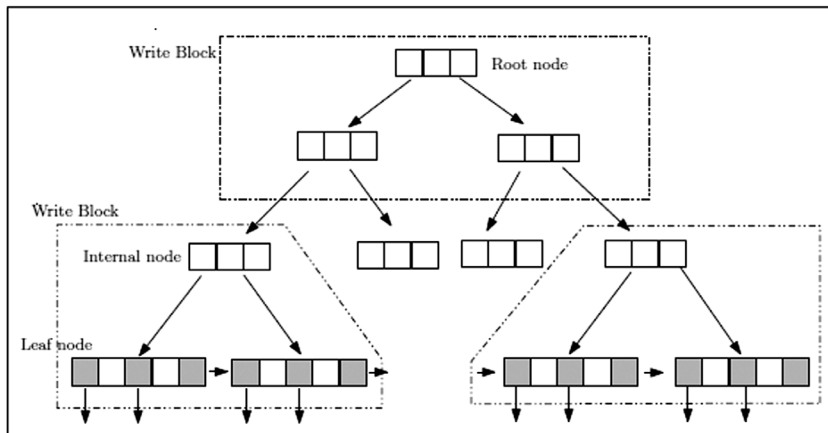 Write Block
Root node
Write Block
Internal node
Leaf node